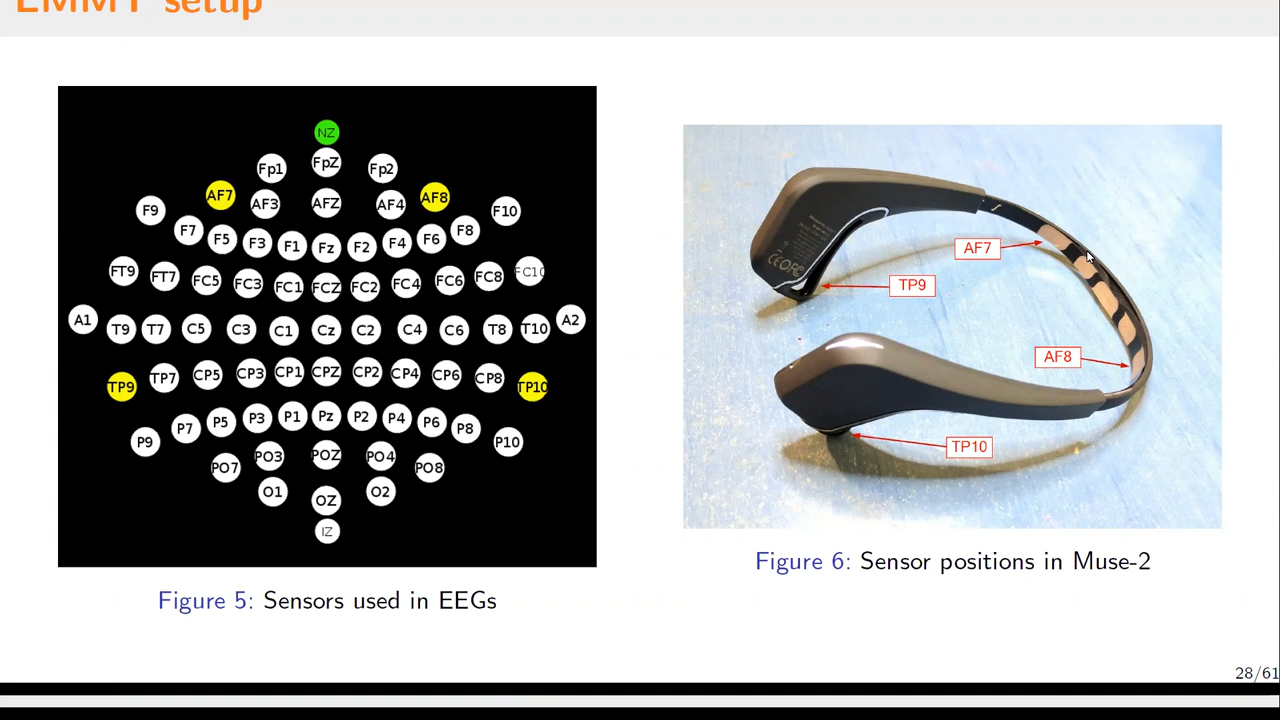 EMMT setup
NZ
Fp1 FpZ Fp2
AF7 AF3 AFZ AF4 AF8
F9 F10
F7 F5 F3 F1 Fz F2 F4 F6 F8
FT9 FT7 FC5 FC3 FC1 FCZ FC2 FC4 FC6 FC8 FC10
A1 T9 T7 C5 C3 C1 Cz C2 C4 C6 T8 T10 A2
TP9 TP7 CP5 CP3 CP1 CPZ CP2 CP4 CP6 CP8 TP10
P9 P7 P5 P3 P1 Pz P2 P4 P6 P8 P10
PO7 PO3 POZ PO4 PO8
O1 OZ O2
IZ
Figure 5: Sensors used in EEGs
AF7
TP9
AF8
TP10
Figure 6: Sensor positions in Muse-2
28/61